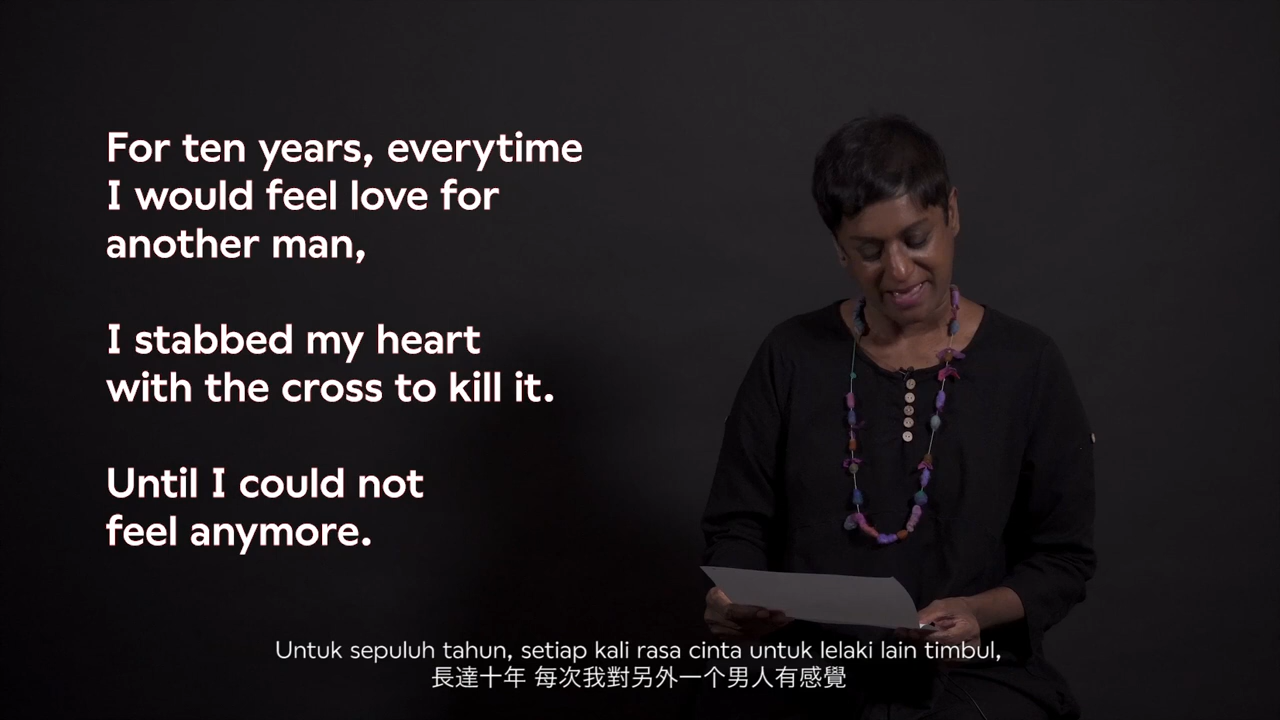 For ten years, everytime
I would feel love for
another man,
I stabbed my heart
with the cross to kill it.
Until I could not
feel anymore.
Untuk sepuluh tahun, setiap kali rasa cinta untuk lelaki lain timbul,
長達十年 每次我對另外一个男人有感覺